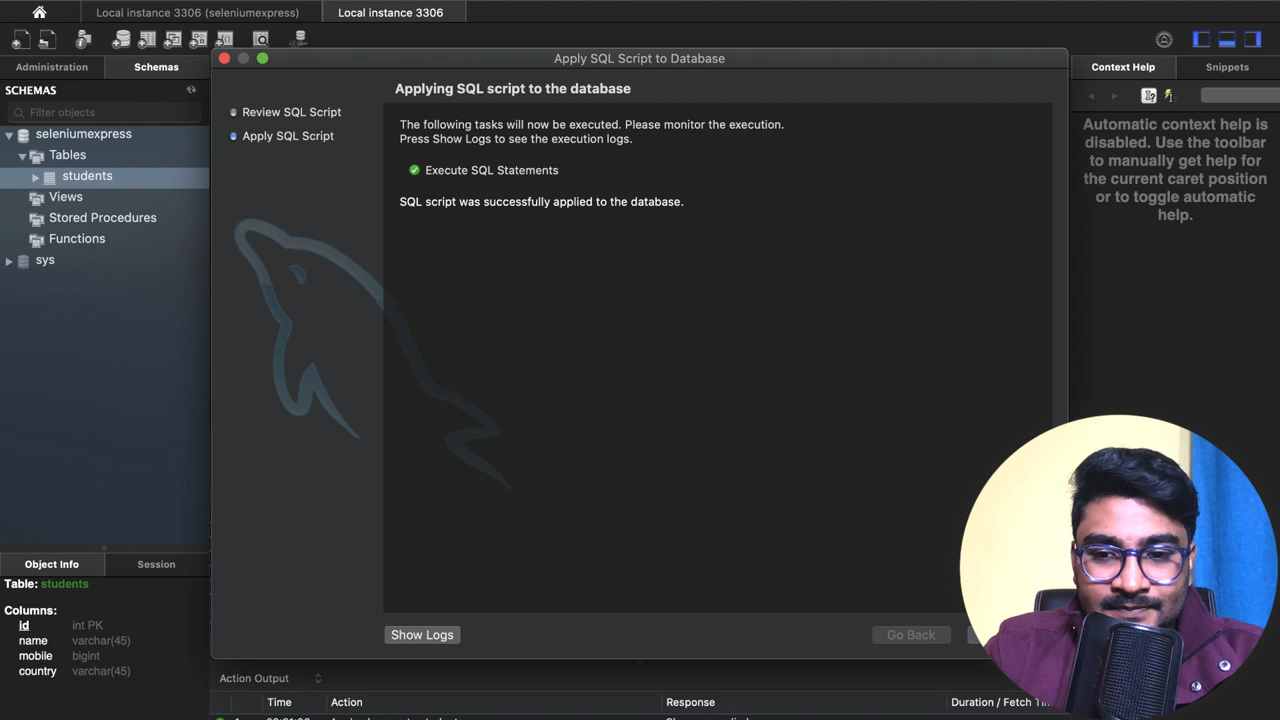 Local instance 3306 (seleniumexpress)
Local instance 3306
Administration
Schemas
SCHEMAS
Filter objects
seleniumexpress
Tables
students
Views
Stored Procedures
Functions
sys
Apply SQL Script to Database
Review SQL Script
Apply SQL Script
Applying SQL script to the database
The following tasks will now be executed. Please monitor the execution.
Press Show Logs to see the execution logs.
Execute SQL Statements
SQL script was successfully applied to the database.
Show Logs
Go Back
Context Help
Snippets
Automatic context help is
disabled. Use the toolbar
to manually get help for
the current caret position
or to toggle automatic
help.
Object Info
Session
Table: students
Columns:
id int PK
name varchar(45)
mobile bigint
country varchar(45)
Action Output
Time Action Response Duration / Fetch